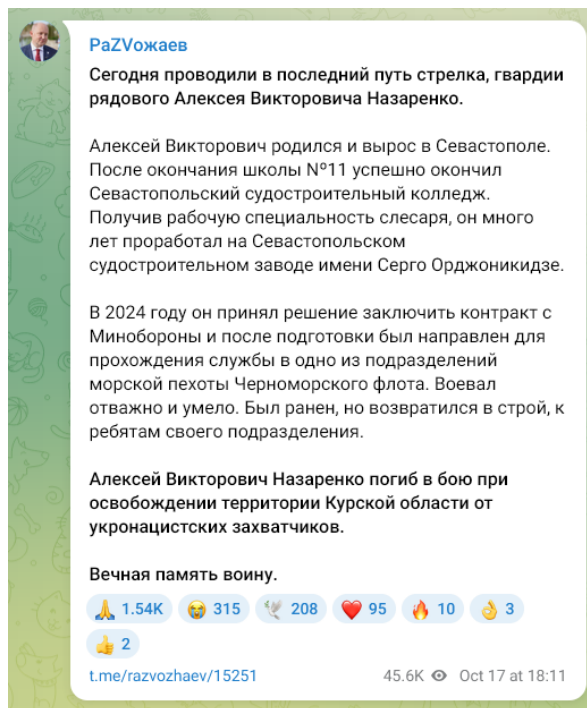 РаZVожаев
Сегодня проводили в последний путь стрелка, гвардии
рядового Алексея Викторовича Назаренко.
Алексей Викторович родился и вырос в Севастополе.
После окончания школы №11 успешно окончил
Севастопольский судостроительный колледж.
Получив рабочую специальность слесаря, он много
лет проработал на Севастопольском
судостроительном заводе имени Серго Орджоникидзе.
В 2024 году он принял решение заключить контракт с
Минобороны и после подготовки был направлен для
прохождения службы в одно из подразделений
морской пехоты Черноморского флота. Воевал
отважно и умело. Был ранен, но возвратился в строй, к
ребятам своего подразделения.
Алексей Викторович Назаренко погиб в бою при
освобождении территории Курской области от
укронацистских захватчиков.
Вечная память воину.
🙏 1.54K 😭 315 🕊 208 ❤️ 95 🔥 10 👌 3
👍 2
t.me/razvozhaev/15251 45.6K Oct 17 at 18:11